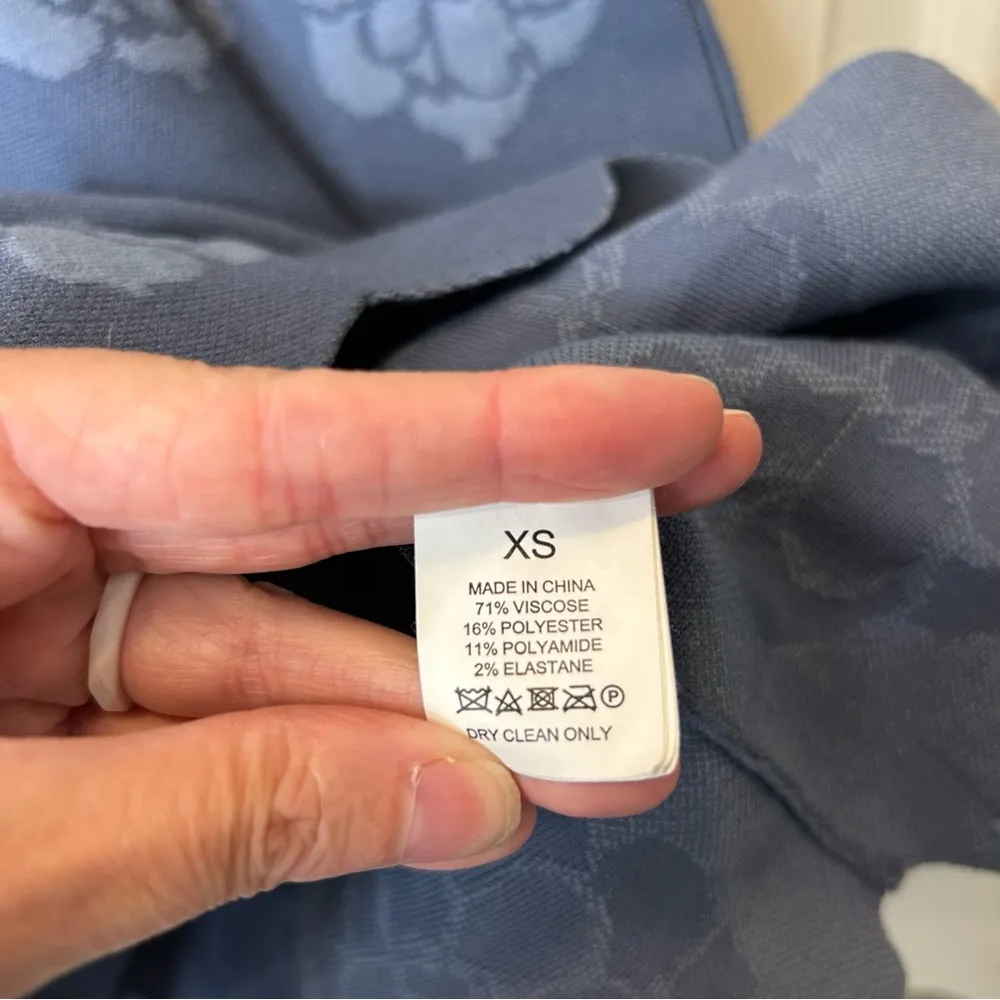 XS
MADE IN CHINA
71% VISCOSE
16% POLYESTER
11% POLYAMIDE
2% ELASTANE
P
DRY CLEAN ONLY